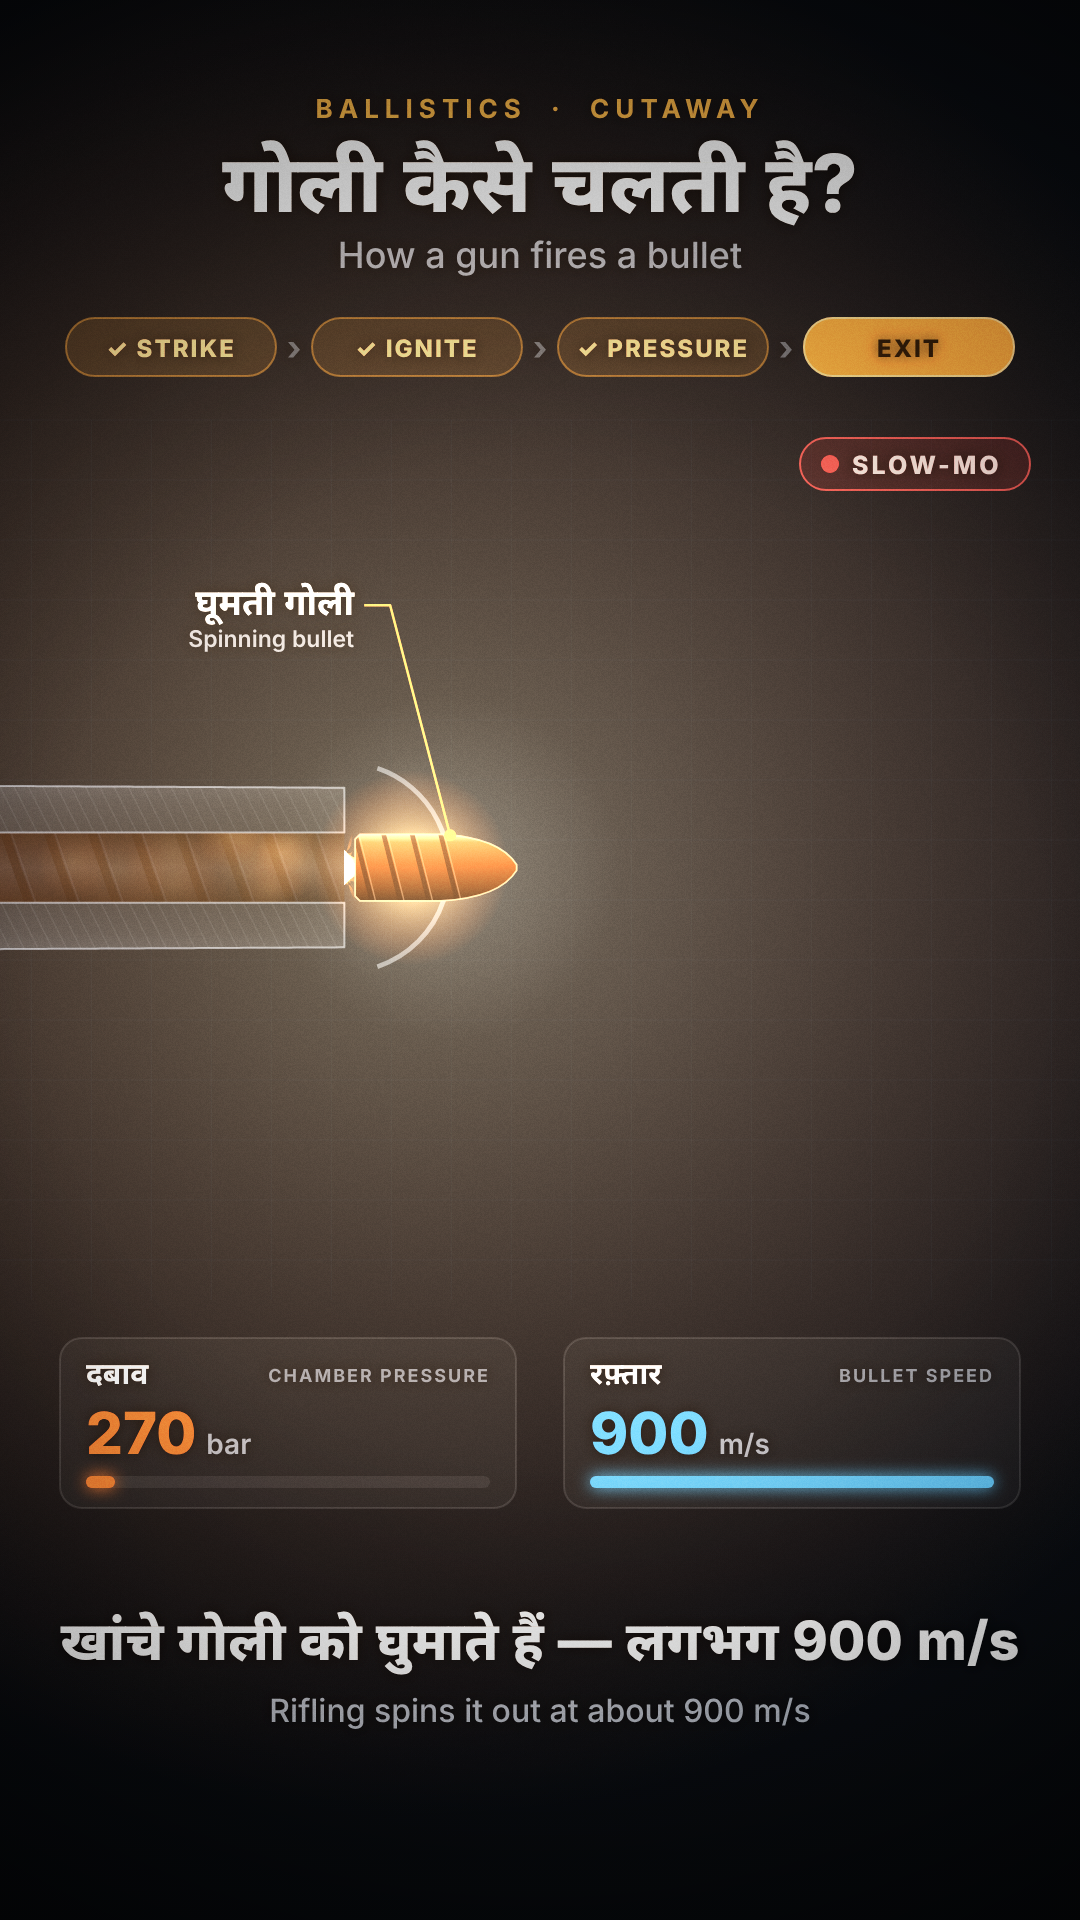 BALLISTICS · CUTAWAY
गोली कैसे चलती है?
How a gun fires a bullet
✓ STRIKE › ✓ IGNITE › ✓ PRESSURE › EXIT
SLOW-MO
घूमती गोली
Spinning bullet
दबाव CHAMBER PRESSURE
270 bar
रफ़्तार BULLET SPEED
900 m/s
खांचे गोली को घुमाते हैं — लगभग 900 m/s
Rifling spins it out at about 900 m/s